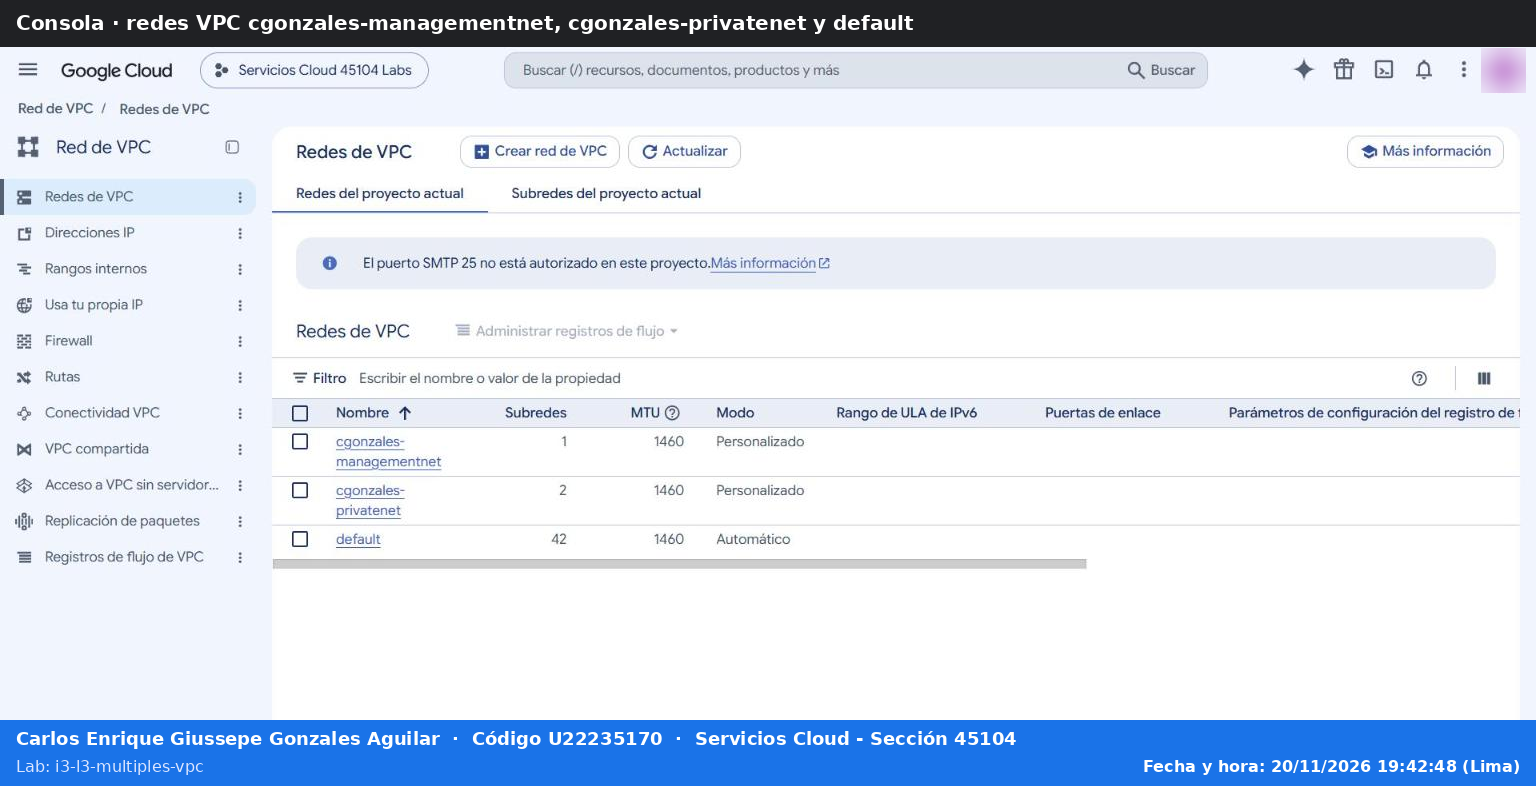 Consola · redes VPC cgonzales-managementnet, cgonzales-privatenet y default
Google Cloud
Servicios Cloud 45104 Labs
Buscar (/) recursos, documentos, productos y más
Buscar
Red de VPC / Redes de VPC
Red de VPC
Redes de VPC
Direcciones IP
Rangos internos
Usa tu propia IP
Firewall
Rutas
Conectividad VPC
VPC compartida
Acceso a VPC sin servidor...
Replicación de paquetes
Registros de flujo de VPC
Redes de VPC
Crear red de VPC
Actualizar
Más información
Redes del proyecto actual
Subredes del proyecto actual
El puerto SMTP 25 no está autorizado en este proyecto.Más información
Redes de VPC
Administrar registros de flujo
Filtro Escribir el nombre o valor de la propiedad
Nombre Subredes MTU Modo Rango de ULA de IPv6 Puertas de enlace Parámetros de configuración del registro de f
cgonzales-
managementnet 1 1460 Personalizado
cgonzales-
privatenet 2 1460 Personalizado
default 42 1460 Automático
Carlos Enrique Giussepe Gonzales Aguilar · Código U22235170 · Servicios Cloud - Sección 45104
Lab: i3-l3-multiples-vpc
Fecha y hora: 20/11/2026 19:42:48 (Lima)